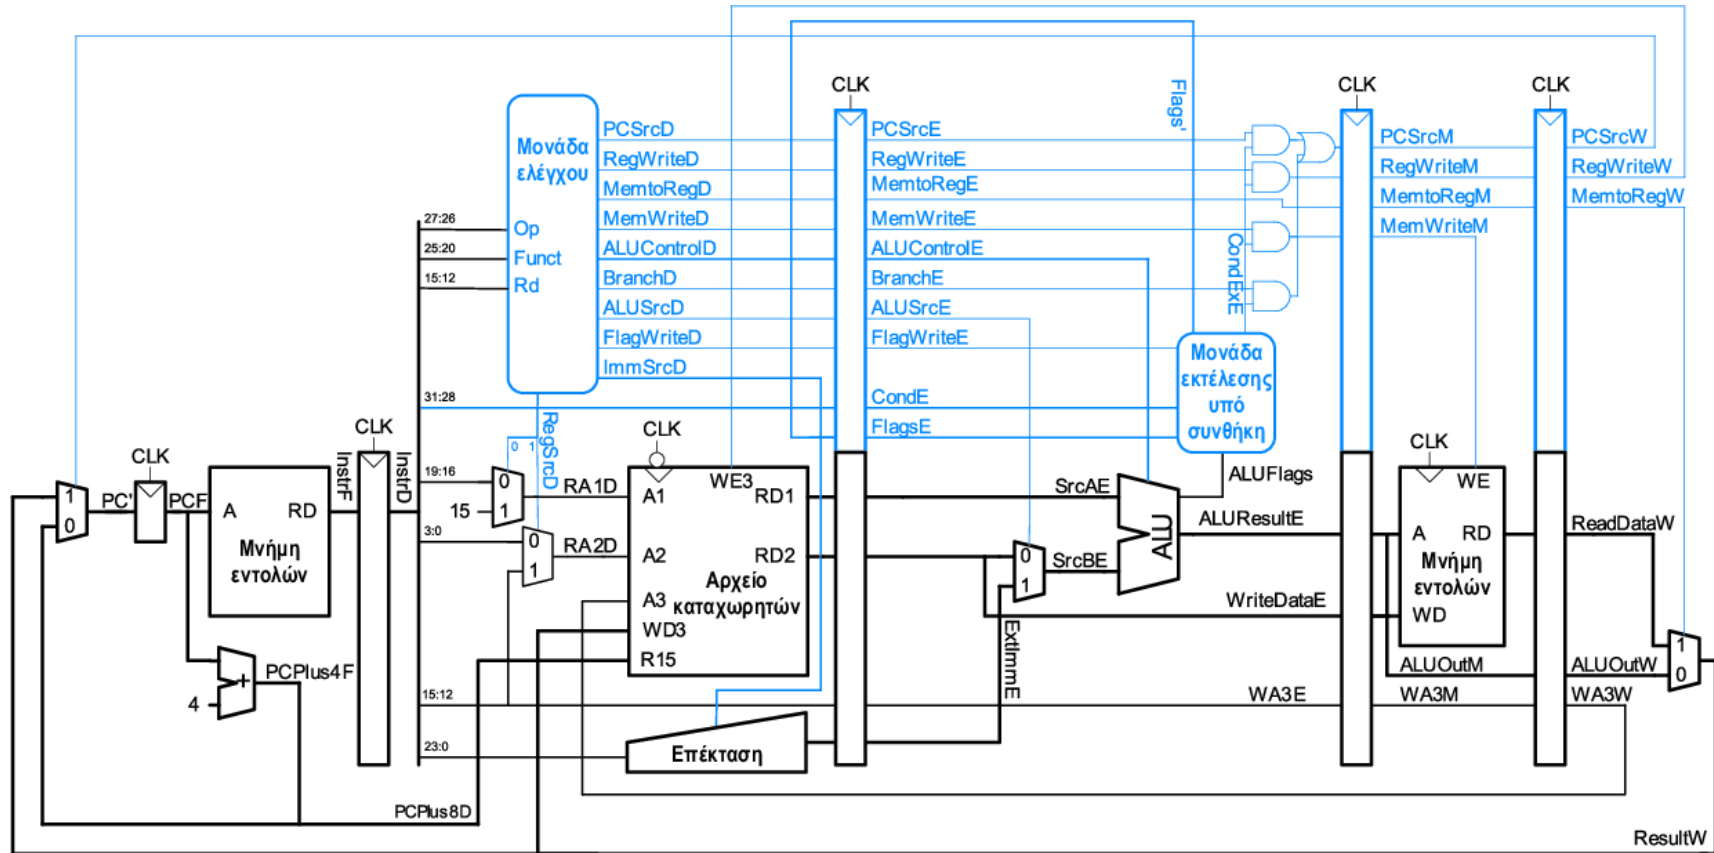 CLK
CLK
CLK
Flags'
Μονάδα
ελέγχου
PCSrcD
PCSrcE
PCSrcM
PCSrcW
RegWriteD
RegWriteE
RegWriteM
RegWriteW
MemtoRegD
MemtoRegE
MemtoRegM
MemtoRegW
27:26
Op
MemWriteD
MemWriteE
MemWriteM
25:20
Funct
ALUControlD
ALUControlE
CondExE
15:12
Rd
BranchD
BranchE
ALUSrcD
ALUSrcE
FlagWriteD
FlagWriteE
ImmSrcD
Μονάδα
εκτέλεσης
υπό
συνθήκη
31:28
CondE
FlagsE
RegSrcD
0 1
CLK
CLK
CLK
CLK
InstrF
InstrD
19:16
0
1
15
RA1D
A1
WE3
RD1
SrcAE
ALUFlags
WE
1
0
PC'
PCF
A
RD
Μνήμη
εντολών
3:0
0
1
RA2D
A2
RD2
0
1
SrcBE
ALU
ALUResultE
A
RD
Μνήμη
εντολών
WD
ReadDataW
Αρχείο
καταχωρητών
A3
WD3
R15
WriteDataE
ExtImmE
1
0
PCPlus4F
+
4
ALUOutM
ALUOutW
15:12
WA3E
WA3M
WA3W
23:0
Επέκταση
PCPlus8D
ResultW